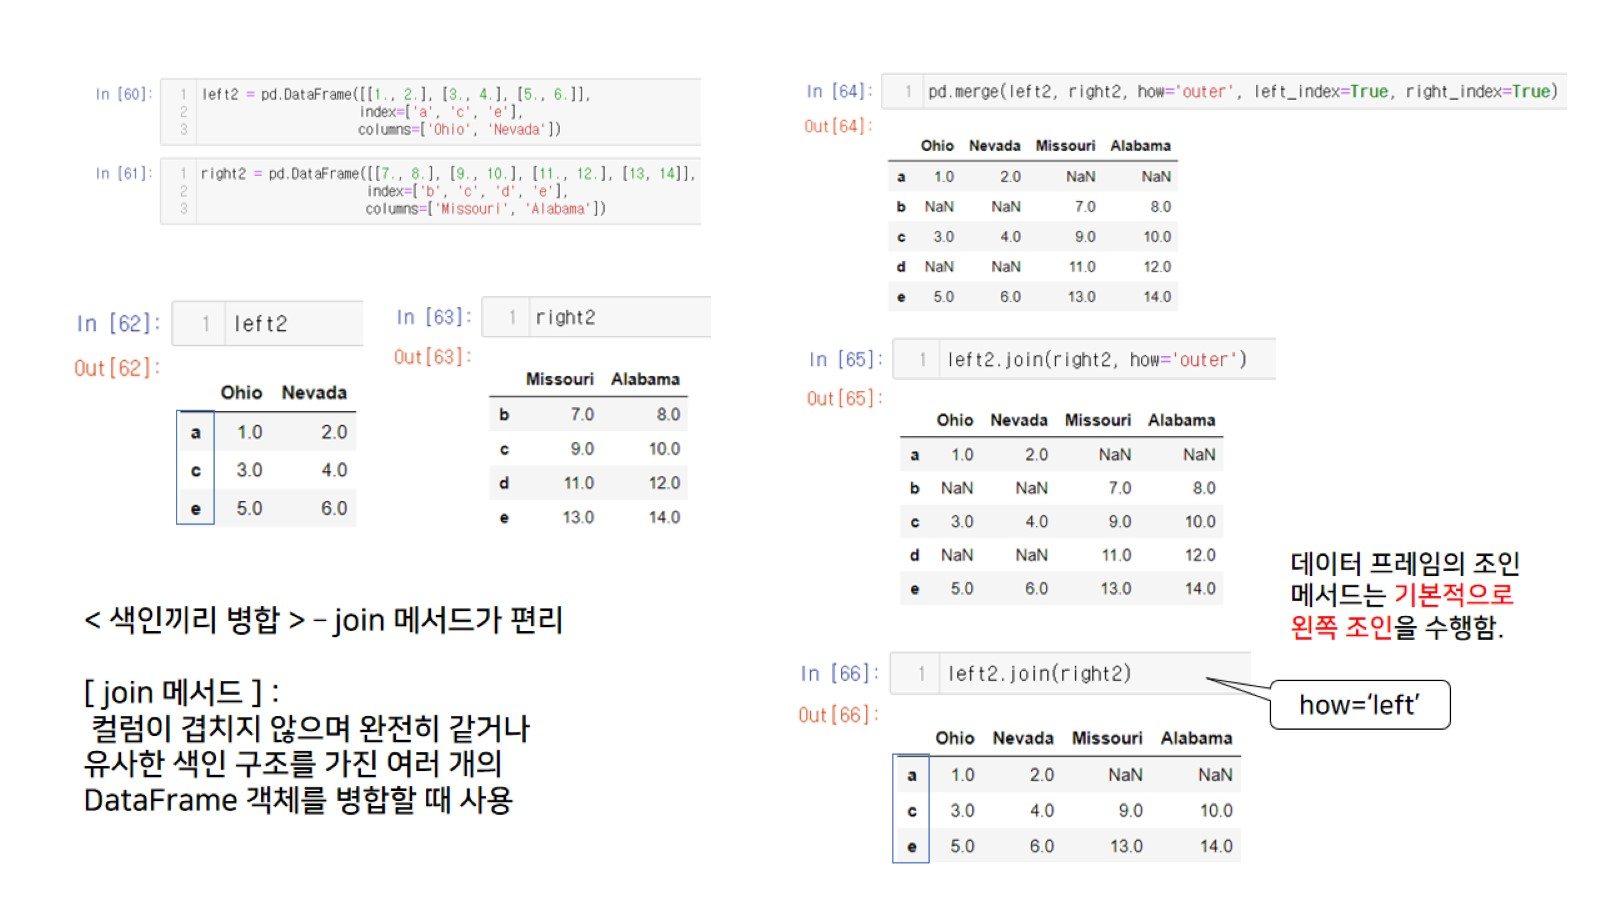 In [60]:
1 left2 = pd.DataFrame([[1., 2.], [3., 4.], [5., 6.]],
2 index=['a', 'c', 'e'],
3 columns=['Ohio', 'Nevada'])
In [61]:
1 right2 = pd.DataFrame([[7., 8.], [9., 10.], [11., 12.], [13, 14]],
2 index=['b', 'c', 'd', 'e'],
3 columns=['Missouri', 'Alabama'])
In [62]:
1 left2
Out[62]:
Ohio Nevada
a 1.0 2.0
c 3.0 4.0
e 5.0 6.0
In [63]:
1 right2
Out[63]:
Missouri Alabama
b 7.0 8.0
c 9.0 10.0
d 11.0 12.0
e 13.0 14.0
< 색인끼리 병합 > – join 메서드가 편리
[ join 메서드 ] :
컬럼이 겹치지 않으며 완전히 같거나
유사한 색인 구조를 가진 여러 개의
DataFrame 객체를 병합할 때 사용
In [64]:
1 pd.merge(left2, right2, how='outer', left_index=True, right_index=True)
Out[64]:
Ohio Nevada Missouri Alabama
a 1.0 2.0 NaN NaN
b NaN NaN 7.0 8.0
c 3.0 4.0 9.0 10.0
d NaN NaN 11.0 12.0
e 5.0 6.0 13.0 14.0
In [65]:
1 left2.join(right2, how='outer')
Out[65]:
Ohio Nevada Missouri Alabama
a 1.0 2.0 NaN NaN
b NaN NaN 7.0 8.0
c 3.0 4.0 9.0 10.0
d NaN NaN 11.0 12.0
e 5.0 6.0 13.0 14.0
데이터 프레임의 조인
메서드는 기본적으로
왼쪽 조인을 수행함.
In [66]:
1 left2.join(right2)
how=‘left’
Out[66]:
Ohio Nevada Missouri Alabama
a 1.0 2.0 NaN NaN
c 3.0 4.0 9.0 10.0
e 5.0 6.0 13.0 14.0